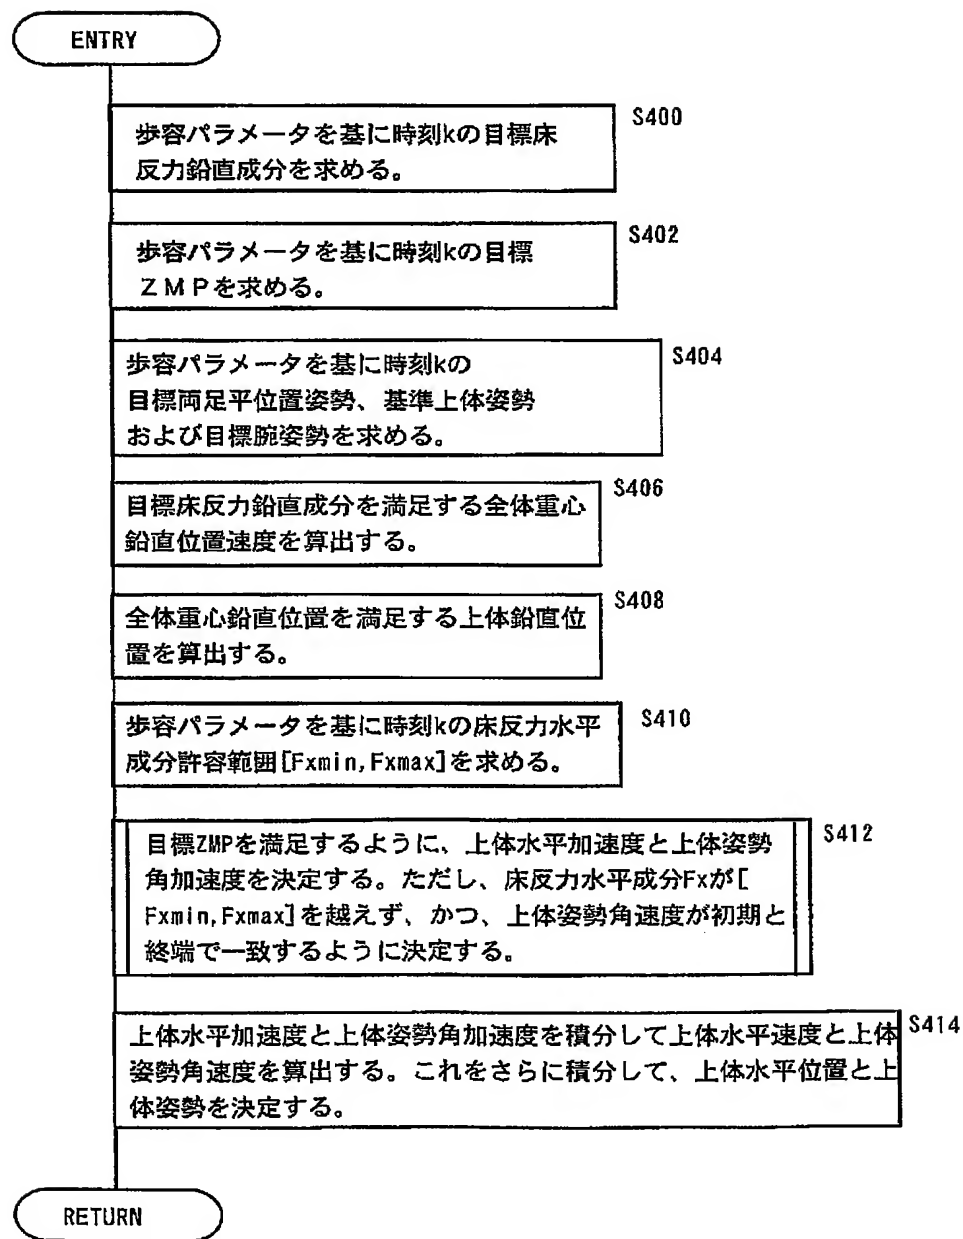 ENTRY
S400
歩容パラメータを基に時刻kの目標床
反力鉛直成分を求める。
S402
歩容パラメータを基に時刻kの目標
ZMPを求める。
S404
歩容パラメータを基に時刻kの
目標両足平位置姿勢、基準上体姿勢
および目標腕姿勢を求める。
S406
目標床反力鉛直成分を満足する全体重心
鉛直位置速度を算出する。
S408
全体重心鉛直位置を満足する上体鉛直位
置を算出する。
S410
歩容パラメータを基に時刻kの床反力水平
成分許容範囲[Fxmin,Fxmax]を求める。
S412
目標ZMPを満足するように、上体水平加速度と上体姿勢
角加速度を決定する。ただし、床反力水平成分Fxが[
Fxmin,Fxmax]を越えず、かつ、上体姿勢角速度が初期と
終端で一致するように決定する。
S414
上体水平加速度と上体姿勢角加速度を積分して上体水平速度と上体
姿勢角速度を算出する。これをさらに積分して、上体水平位置と上
体姿勢を決定する。
RETURN